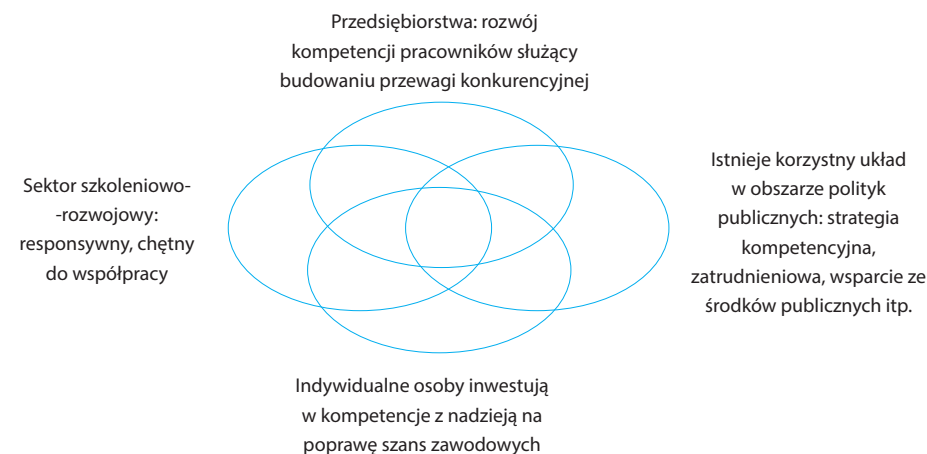 Przedsiębiorstwa: rozwój
kompetencji pracowników służący
budowaniu przewagi konkurencyjnej
Sektor szkoleniowo-
-rozwojowy:
responsywny, chętny
do współpracy
Istnieje korzystny układ
w obszarze polityk
publicznych: strategia
kompetencyjna,
zatrudnieniowa, wsparcie ze
środków publicznych itp.
Indywidualne osoby inwestują
w kompetencje z nadzieją na
poprawę szans zawodowych